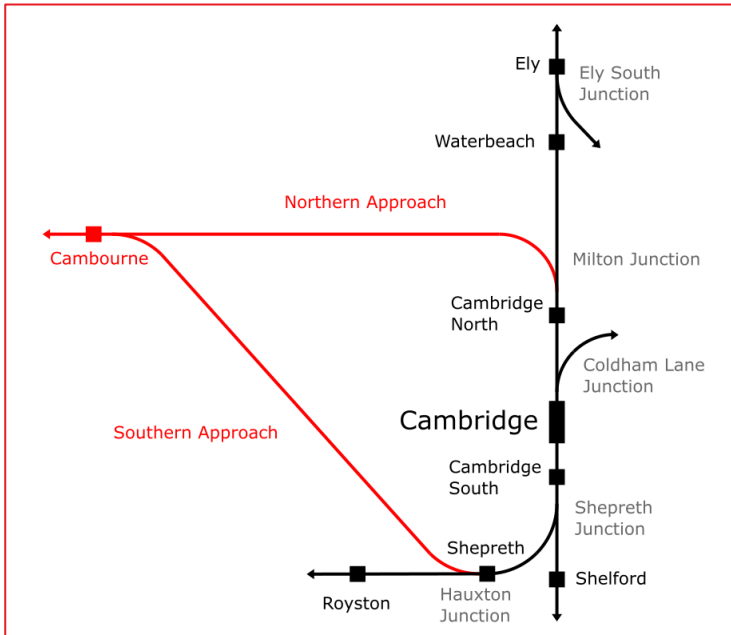 Ely
Ely South
Junction
Waterbeach
Northern Approach
Cambourne
Milton Junction
Cambridge
North
Coldham Lane
Junction
Cambridge
Southern Approach
Cambridge
South
Shepreth
Junction
Shepreth
Royston
Hauxton
Junction
Shelford